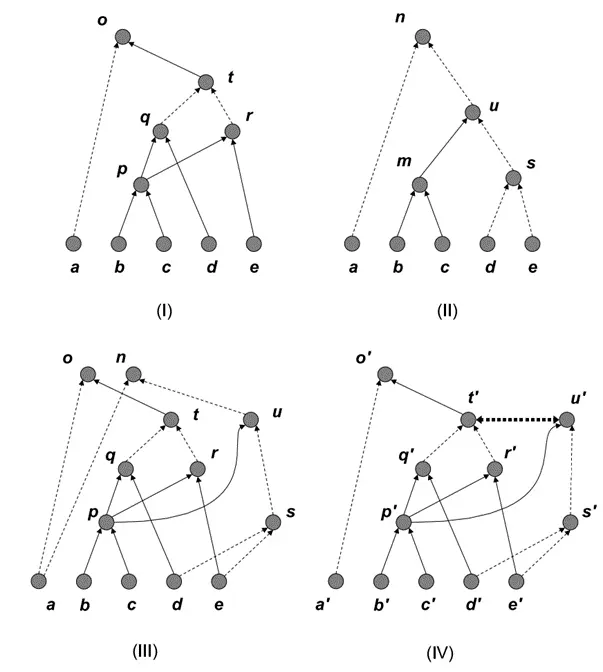 o n
t
q r u
p m s
a b c d e a b c d e
(I) (II)
o n o'
t u t' u'
q r q' r'
p s p' s'
a b c d e a' b' c' d' e'
(III) (IV)